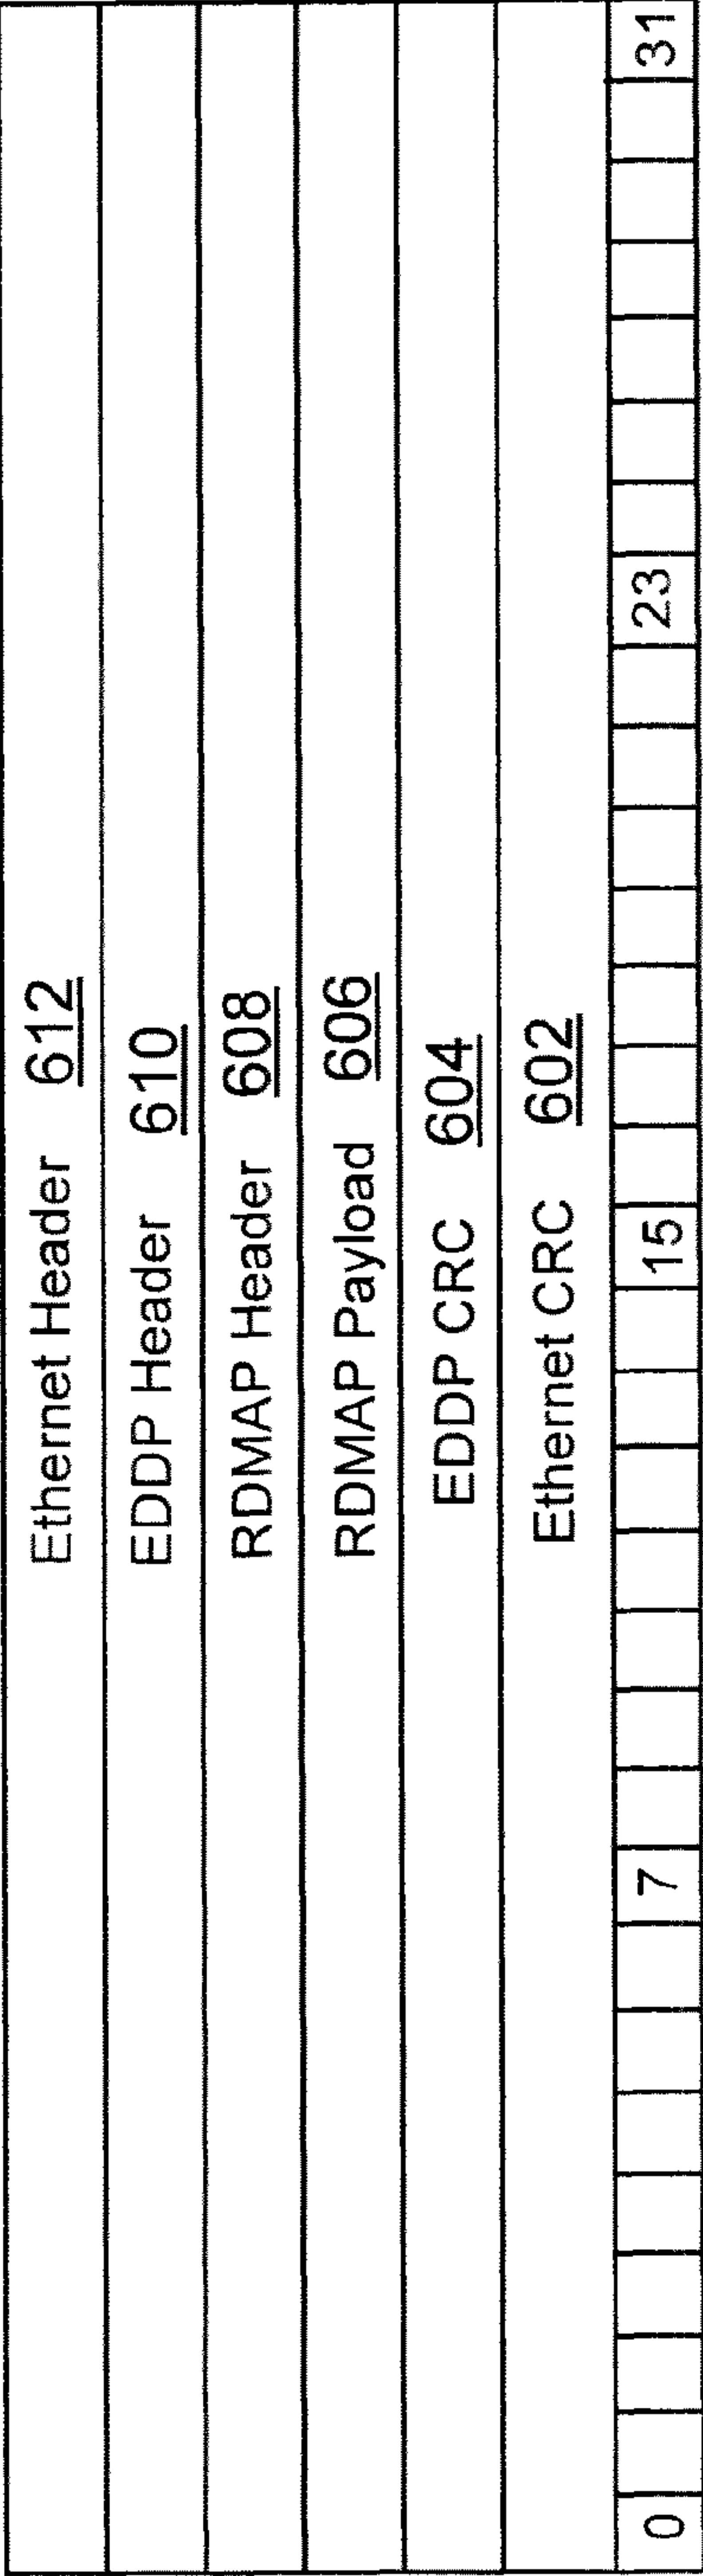 Ethernet Header 612
EDDP Header 610
RDMAP Header 608
RDMAP Payload 606
EDDP CRC 604
Ethernet CRC 602
0 7 15 23 31